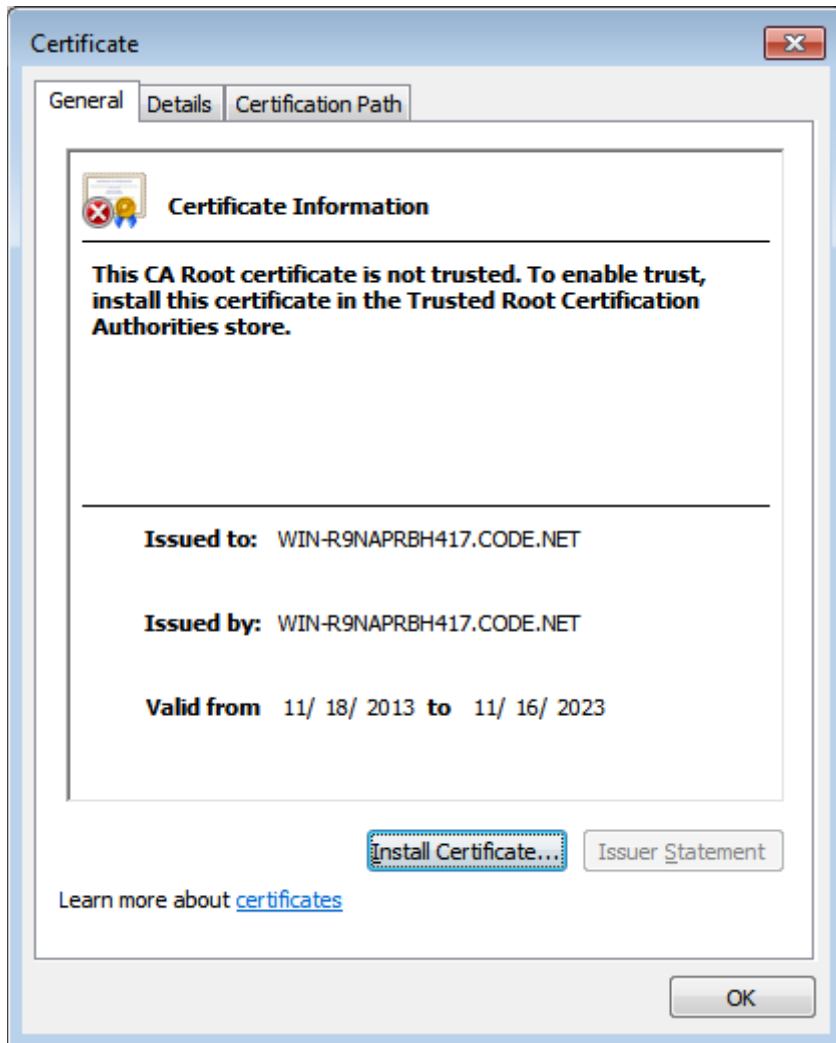 Certificate
General Details Certification Path
Certificate Information
This CA Root certificate is not trusted. To enable trust,
install this certificate in the Trusted Root Certification
Authorities store.
Issued to: WIN-R9NAPRBH417.CODE.NET
Issued by: WIN-R9NAPRBH417.CODE.NET
Valid from 11/ 18/ 2013 to 11/ 16/ 2023
Install Certificate... Issuer Statement
Learn more about certificates
OK